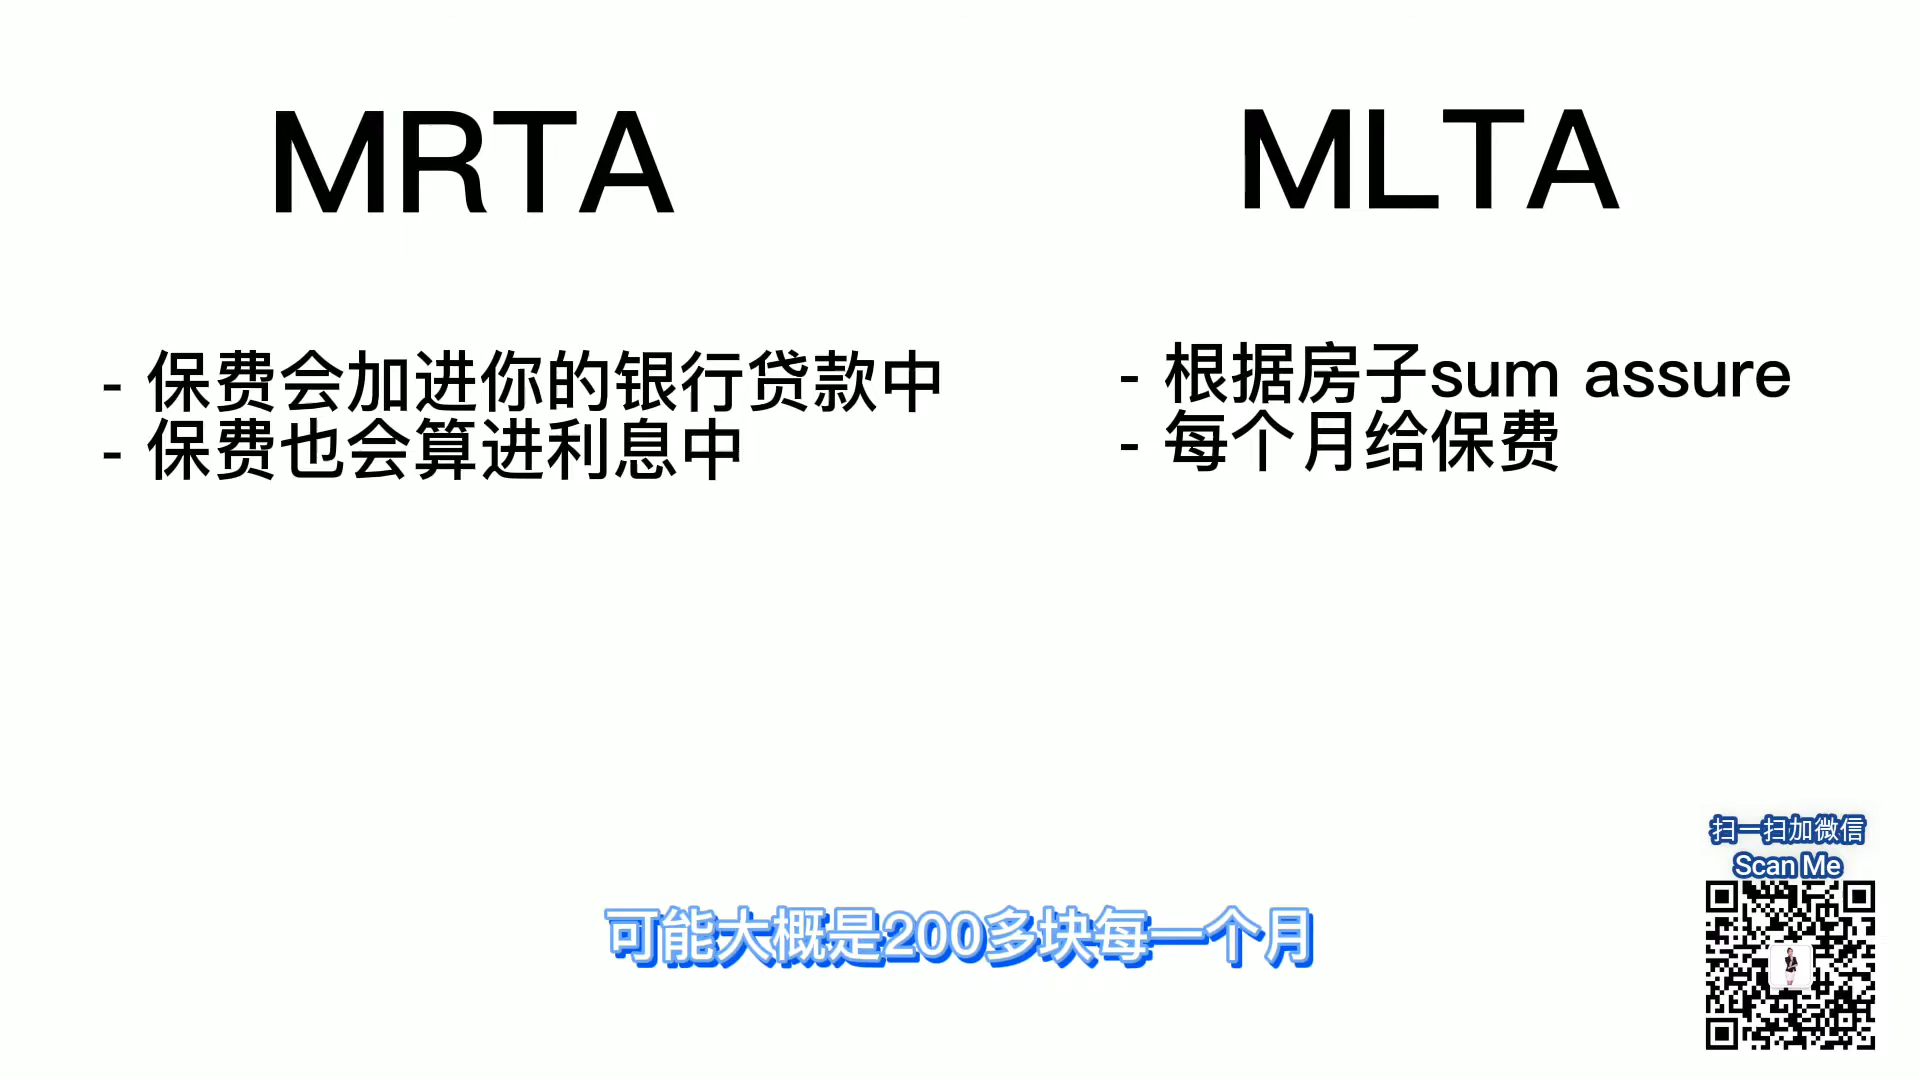 MRTA
- 保费会加进你的银行贷款中
- 保费也会算进利息中
MLTA
- 根据房子sum assure
- 每个月给保费
扫一扫加微信
Scan Me
可能大概是200多块每一个月